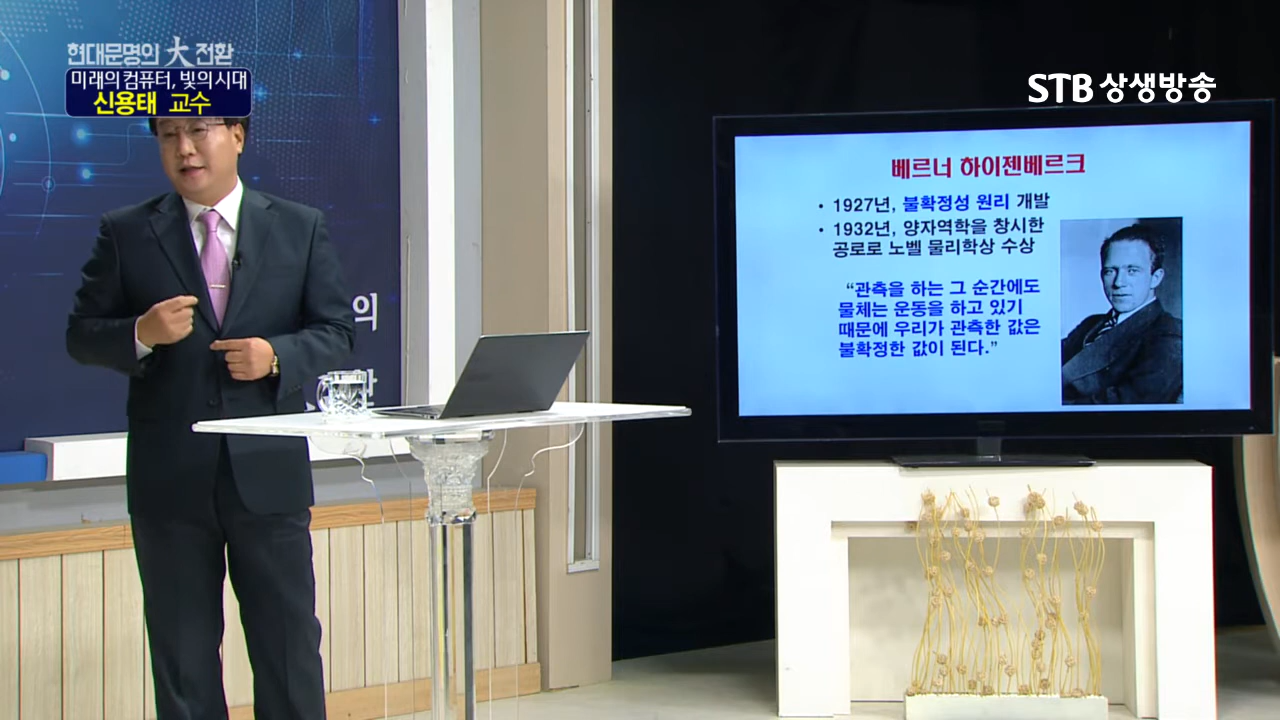 현대문명의 大 전환
미래의 컴퓨터, 빛의 시대
신용태 교수
STB 상생방송
베르너 하이젠베르크
• 1927년, 불확정성 원리 개발
• 1932년, 양자역학을 창시한
공로로 노벨 물리학상 수상
“관측을 하는 그 순간에도
물체는 운동을 하고 있기
때문에 우리가 관측한 값은
불확정한 값이 된다.”
의